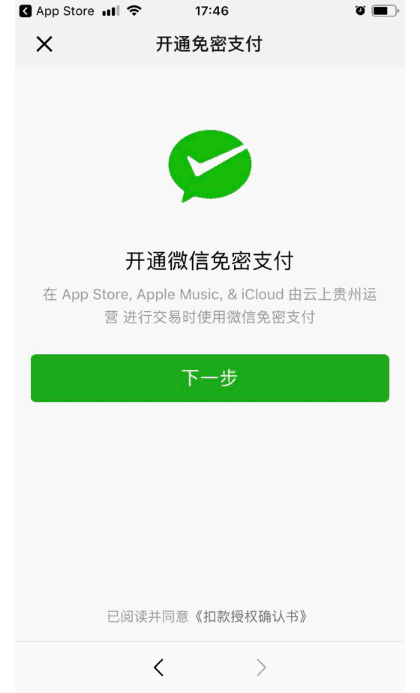 App Store 17:46
开通免密支付
开通微信免密支付
在 App Store, Apple Music, & iCloud 由云上贵州运
营 进行交易时使用微信免密支付
下一步
已阅读并同意《扣款授权确认书》